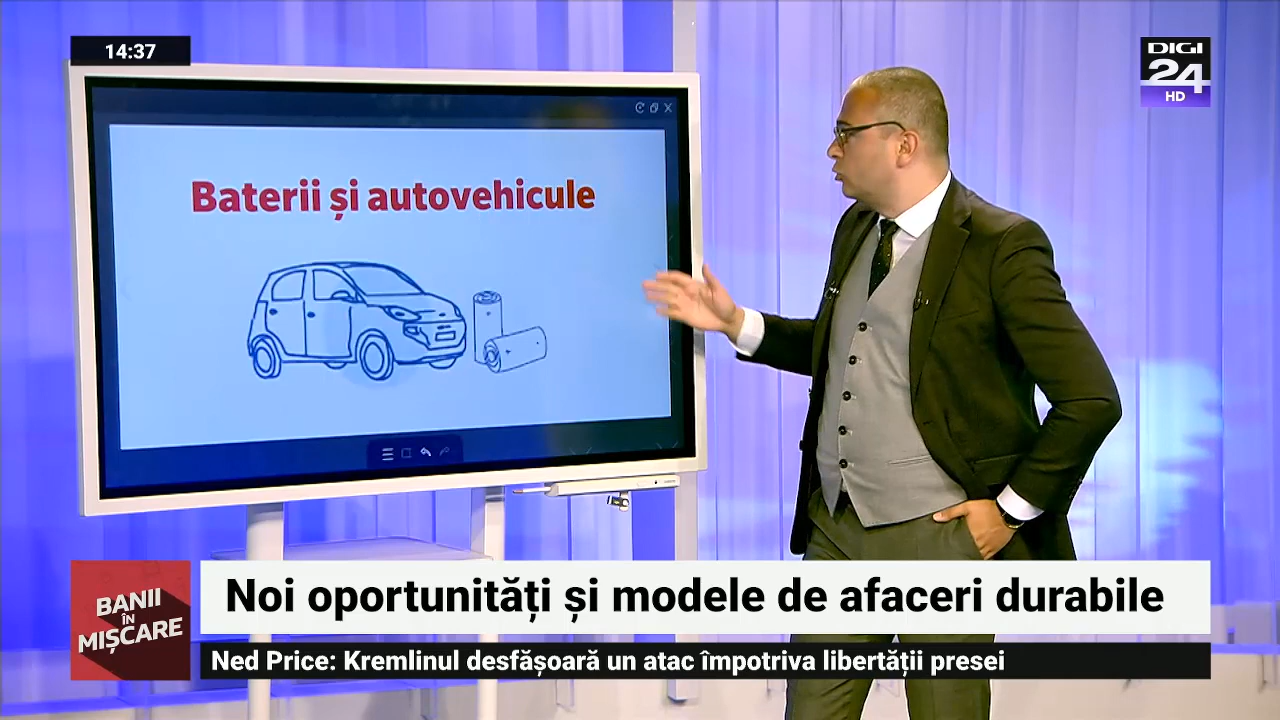 14:37
DIGI
24
HD
Baterii și autovehicule
BANII
ÎN
MIȘCARE
Noi oportunități și modele de afaceri durabile
Ned Price: Kremlinul desfășoară un atac împotriva libertății presei